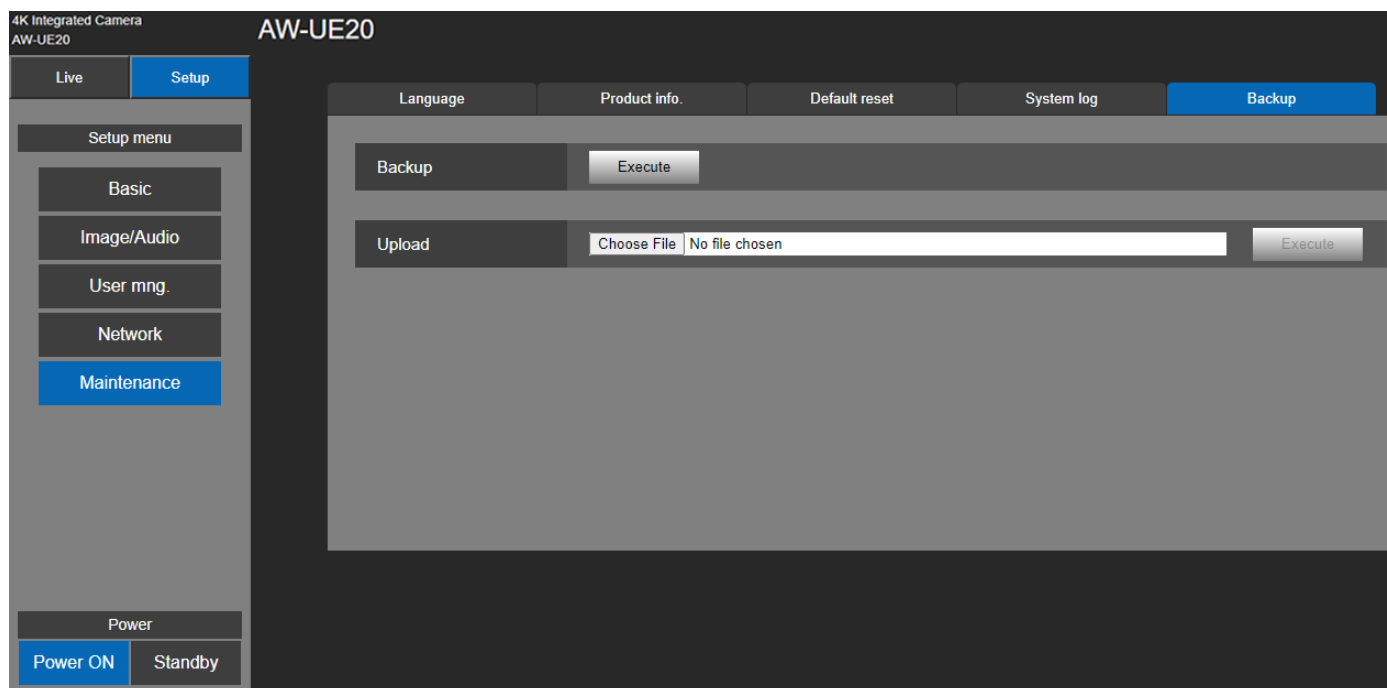 4K Integrated Camera
AW-UE20
AW-UE20
Live
Setup
Setup menu
Basic
Image/Audio
User mng.
Network
Maintenance
Power
Power ON
Standby
Language
Product info.
Default reset
System log
Backup
Backup
Execute
Upload
Choose File No file chosen
Execute